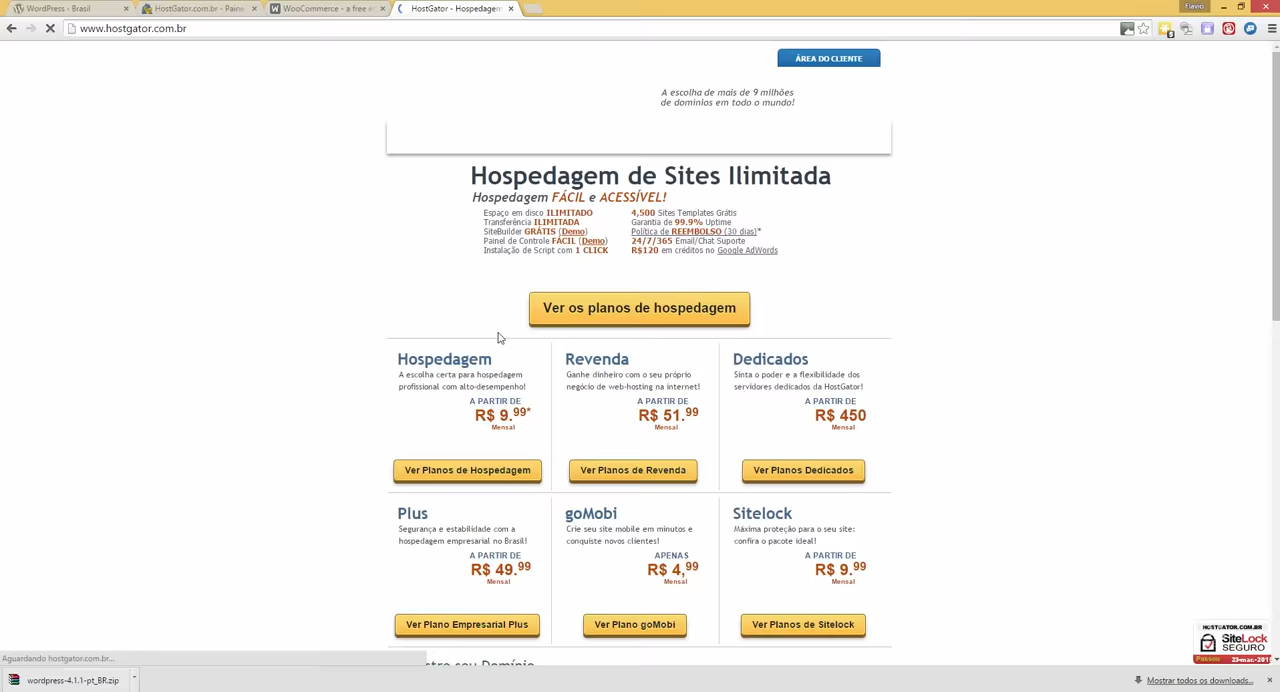 WordPress - Brasil
HostGator.com.br - Paine
WooCommerce - a free e
HostGator - Hospedagem
Flavio
www.hostgator.com.br
ÁREA DO CLIENTE
A escolha de mais de 9 milhões
de domínios em todo o mundo!
Hospedagem de Sites Ilimitada
Hospedagem FÁCIL e ACESSÍVEL!
Espaço em disco ILIMITADO
Transferência ILIMITADA
SiteBuilder GRÁTIS (Demo)
Painel de Controle FÁCIL (Demo)
Instalação de Script com 1 CLICK
4,500 Sites Templates Grátis
Garantia de 99.9% Uptime
Política de REEMBOLSO (30 dias)*
24/7/365 Email/Chat Suporte
R$120 em créditos no Google AdWords
Ver os planos de hospedagem
Hospedagem
A escolha certa para hospedagem
profissional com alto-desempenho!
A PARTIR DE
R$ 9.99*
Mensal
Ver Planos de Hospedagem
Revenda
Ganhe dinheiro com o seu próprio
negócio de web-hosting na internet!
A PARTIR DE
R$ 51.99
Mensal
Ver Planos de Revenda
Dedicados
Sinta o poder e a flexibilidade dos
servidores dedicados da HostGator!
A PARTIR DE
R$ 450
Mensal
Ver Planos Dedicados
Plus
Segurança e estabilidade com a
hospedagem empresarial no Brasil!
A PARTIR DE
R$ 49.99
Mensal
Ver Plano Empresarial Plus
goMobi
Crie seu site mobile em minutos e
conquiste novos clientes!
APENAS
R$ 4,99
Mensal
Ver Plano goMobi
Sitelock
Máxima proteção para o seu site:
confira o pacote ideal!
A PARTIR DE
R$ 9.99
Mensal
Ver Planos de Sitelock
stre seu Domínio
HOSTGATOR.COM.BR
SiteLock
SEGURO
Passou 23-mar.-2015
Aguardando hostgator.com.br...
wordpress-4.1.1-pt_BR.zip
Mostrar todos os downloads...